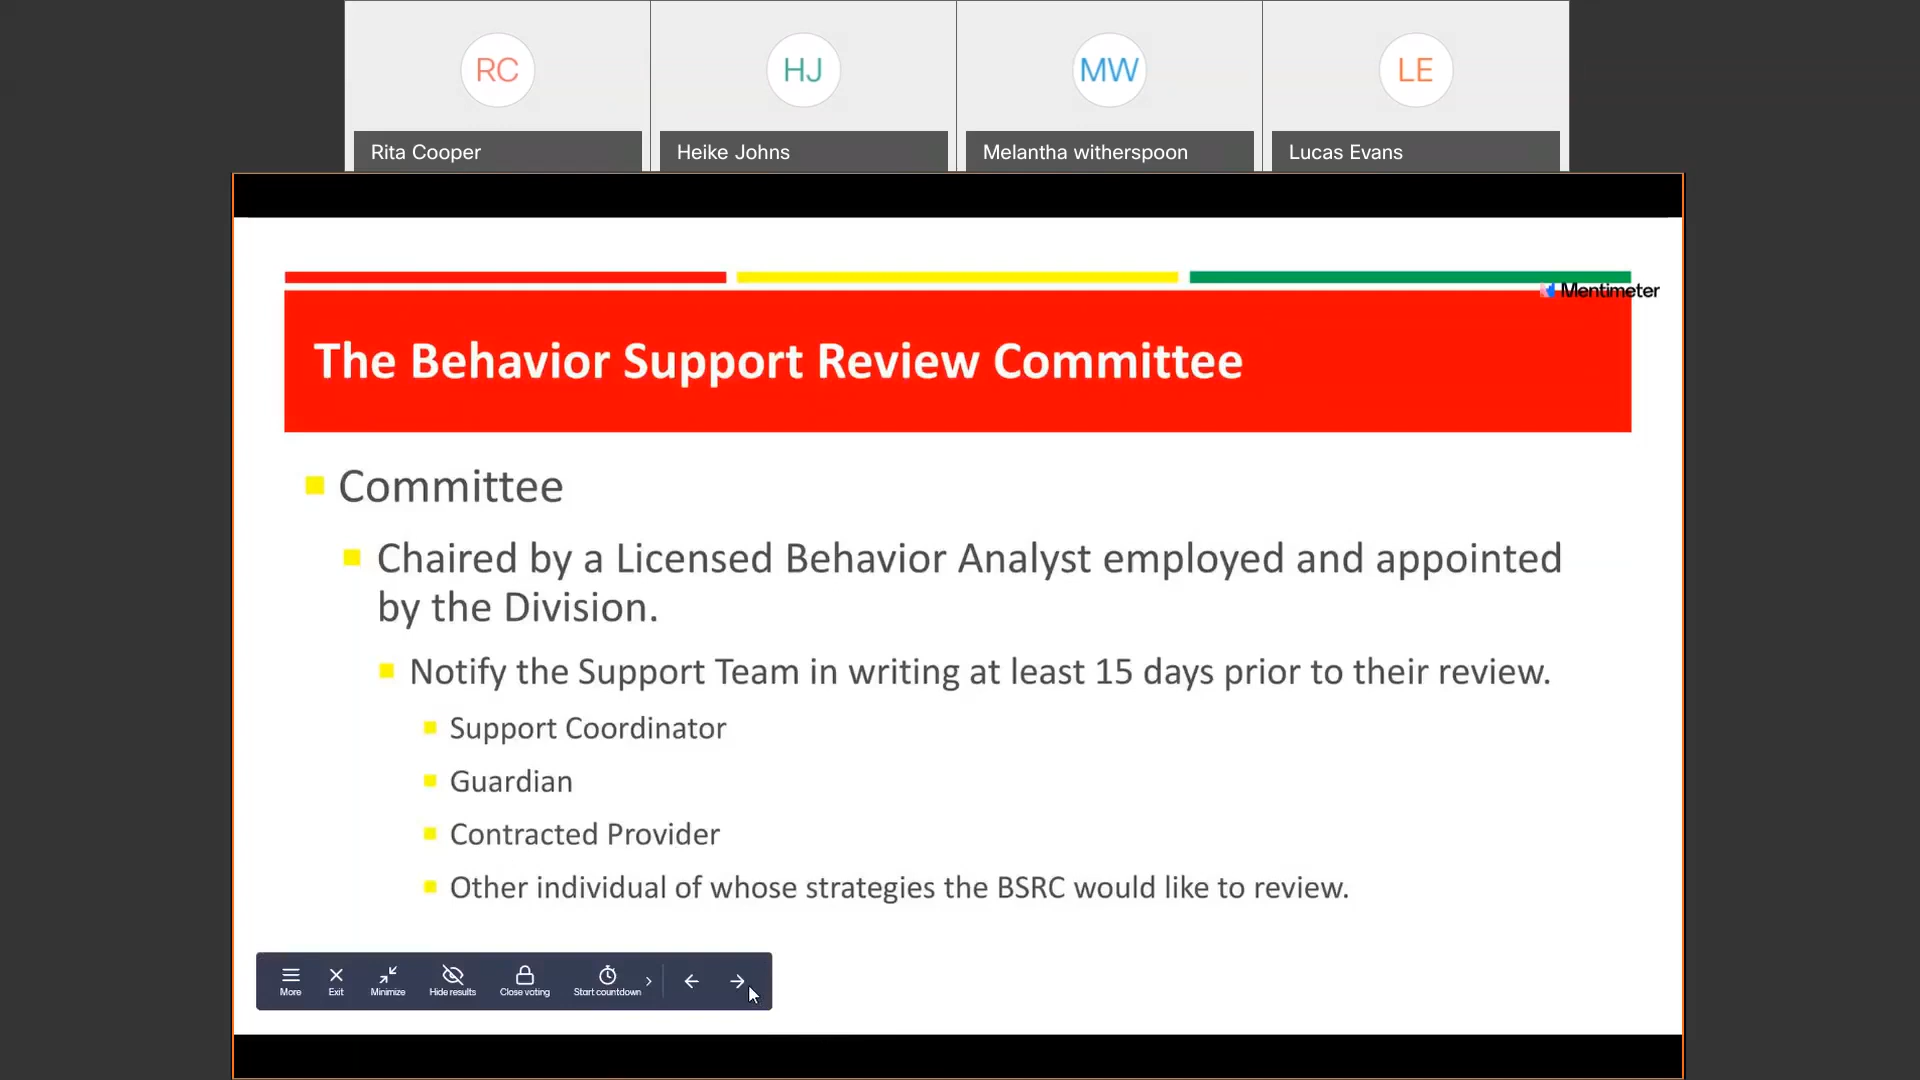 RC
HJ
MW
LE
Rita Cooper
Heike Johns
Melantha witherspoon
Lucas Evans
Mentimeter
The Behavior Support Review Committee
Committee
Chaired by a Licensed Behavior Analyst employed and appointed
by the Division.
Notify the Support Team in writing at least 15 days prior to their review.
Support Coordinator
Guardian
Contracted Provider
Other individual of whose strategies the BSRC would like to review.
More
Exit
Minimize
Hide results
Close voting
Start countdown